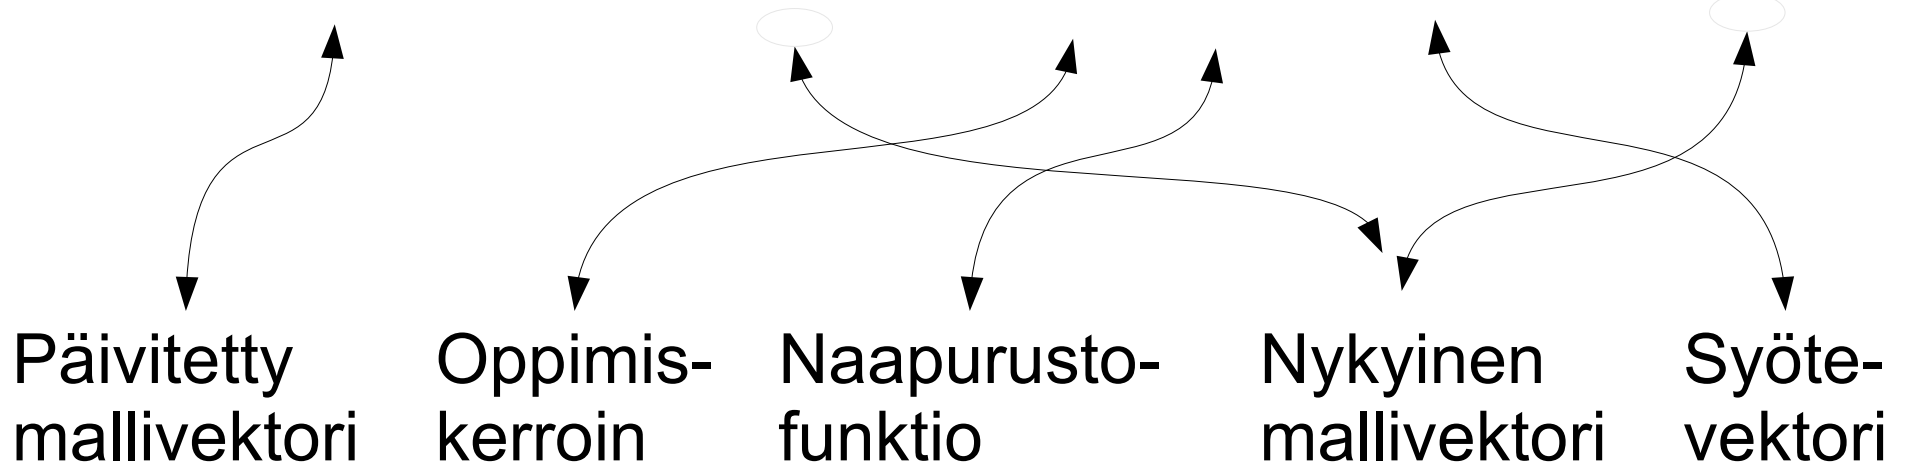 Päivitetty Oppimis- Naapurusto- Nykyinen Syöte-
mallivektori kerroin funktio mallivektori vektori